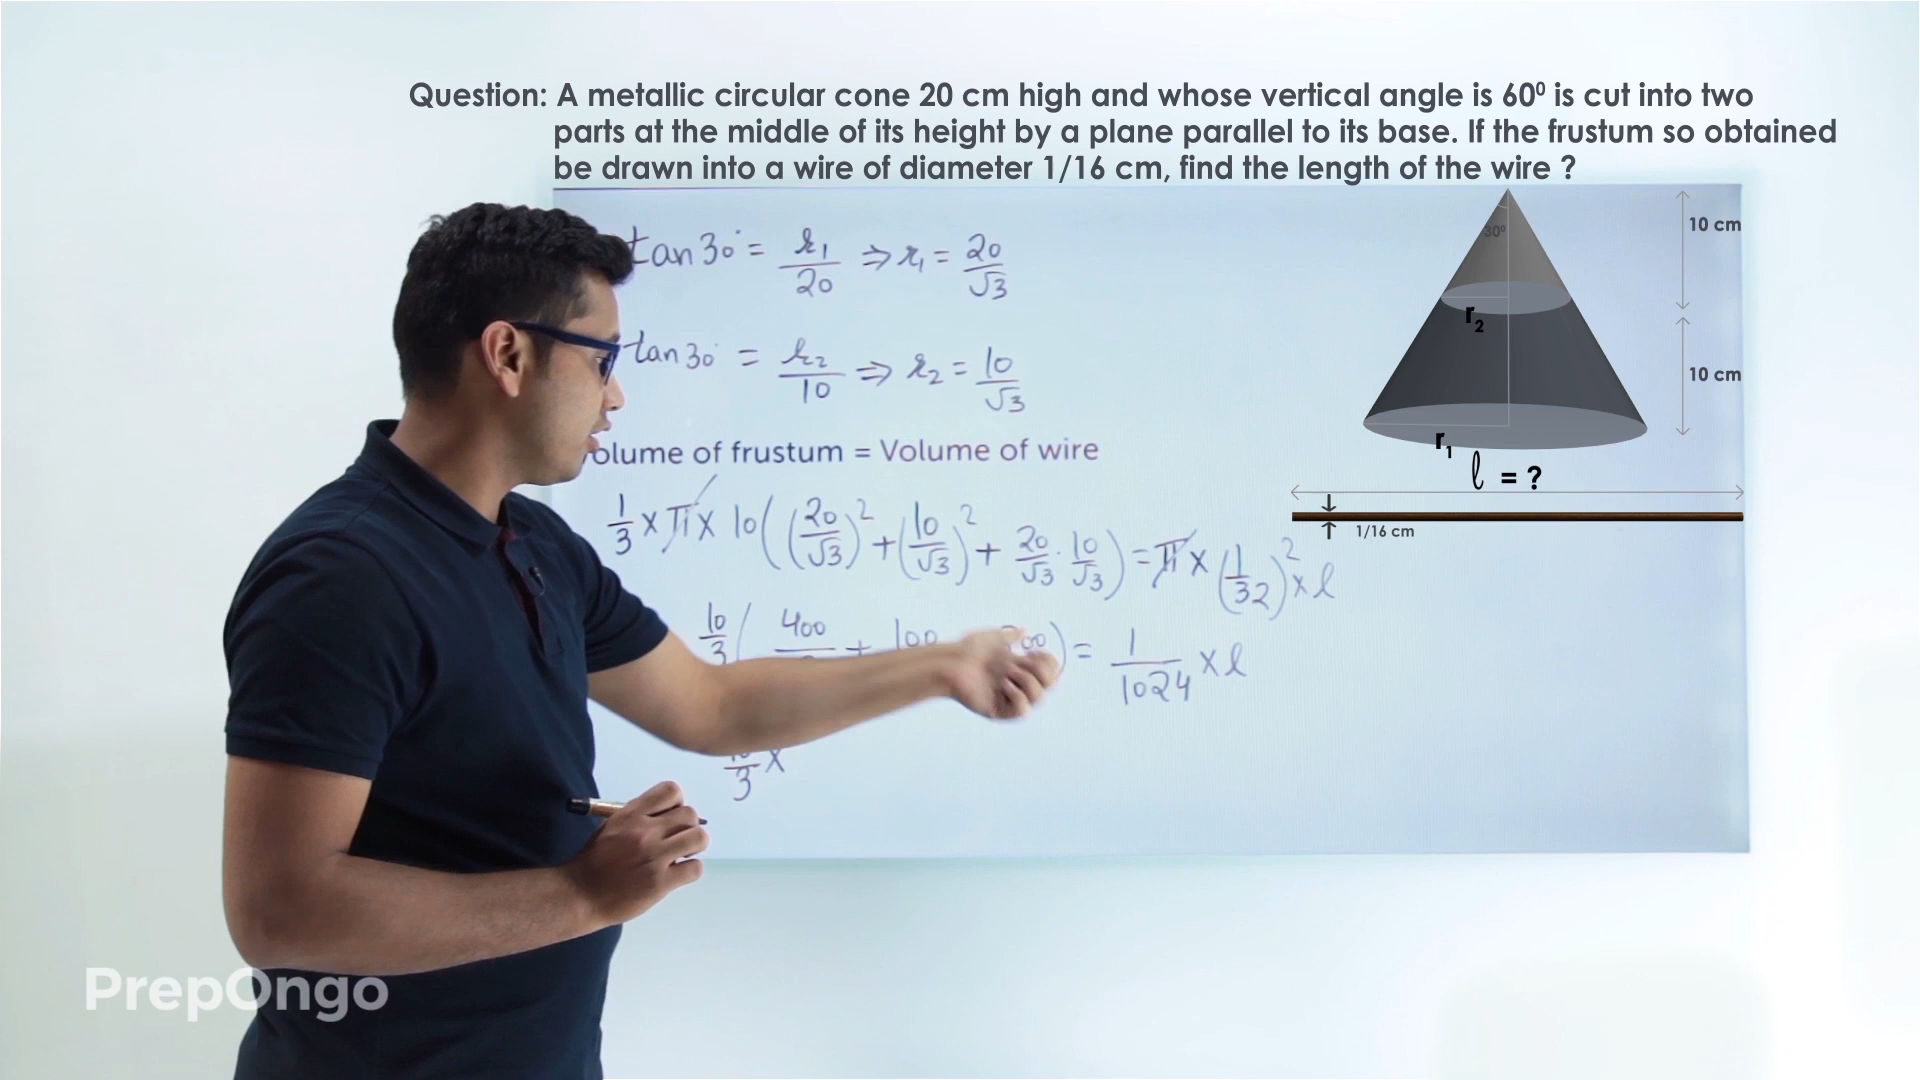 Question: A metallic circular cone 20 cm high and whose vertical angle is 60⁰ is cut into two
parts at the middle of its height by a plane parallel to its base. If the frustum so obtained
be drawn into a wire of diameter 1/16 cm, find the length of the wire ?
tan30° = r₁/20 ⇒ r₁ = 20/√3
tan30° = r₂/10 ⇒ r₂ = 10/√3
olume of frustum = Volume of wire
1/3 × π × 10((20/√3)² + (10/√3)² + 20/√3 · 10/√3) = π × (1/32)² × l
10/3 ( 400 + 100 00) = 1/1024 × l
/3 ×
30⁰
10 cm
r₂
10 cm
r₁
l = ?
1/16 cm
PrepOngo